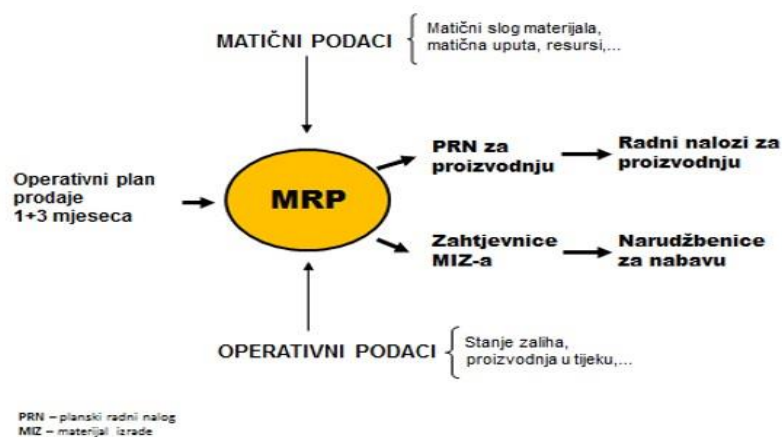 MATIČNI PODACI
Matični slog materijala,
matična uputa, resursi,...
Operativni plan
prodaje
1+3 mjeseca
MRP
PRN za
proizvodnju
Radni nalozi za
proizvodnju
Zahtjevnice
MIZ-a
Narudžbenice
za nabavu
OPERATIVNI PODACI
Stanje zaliha,
proizvodnja u tijeku,...
PRN – planski radni nalog
MIZ – materijal izrade